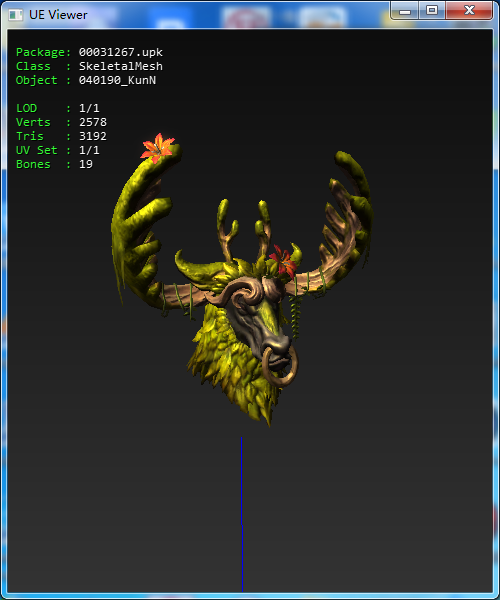 UE Viewer
Package: 00031267.upk
Class : SkeletalMesh
Object : 040190_KunN
LOD : 1/1
Verts : 2578
Tris : 3192
UV Set : 1/1
Bones : 19